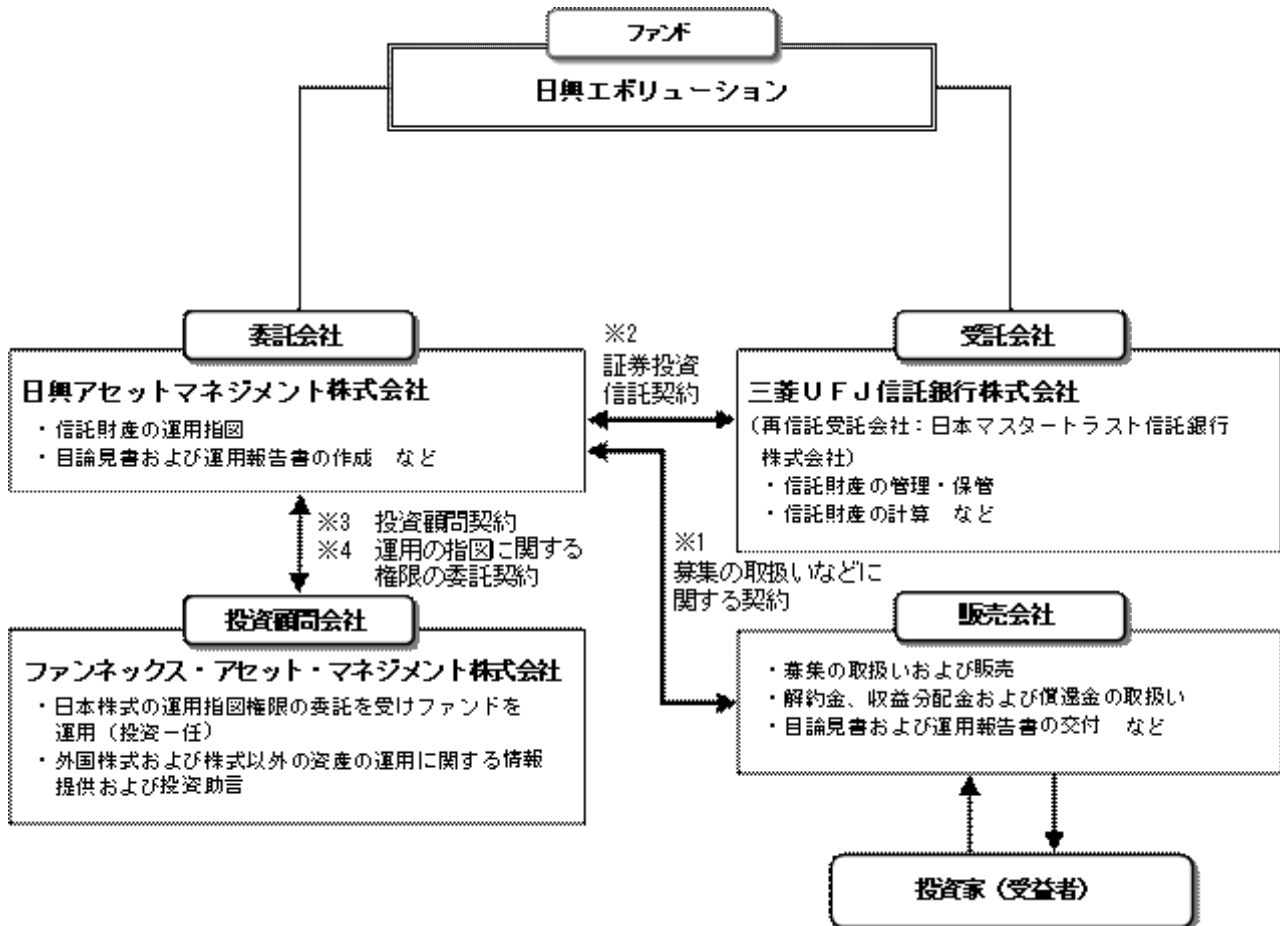 ファンド
日興エボリューション
委託会社
日興アセットマネジメント株式会社
・信託財産の運用指図
・目論見書および運用報告書の作成　など
※2
証券投資
信託契約
受託会社
三菱ＵＦＪ信託銀行株式会社
（再信託受託会社：日本マスタートラスト信託銀行
株式会社）
・信託財産の管理・保管
・信託財産の計算　など
※3　投資顧問契約
※4　運用の指図に関する
権限の委託契約
※1
募集の取扱いなどに
関する契約
投資顧問会社
ファンネックス・アセット・マネジメント株式会社
・日本株式の運用指図権限の委託を受けファンドを
運用（投資一任）
・外国株式および株式以外の資産の運用に関する情報
提供および投資助言
販売会社
・募集の取扱いおよび販売
・解約金、収益分配金および償還金の取扱い
・目論見書および運用報告書の交付　など
投資家（受益者）